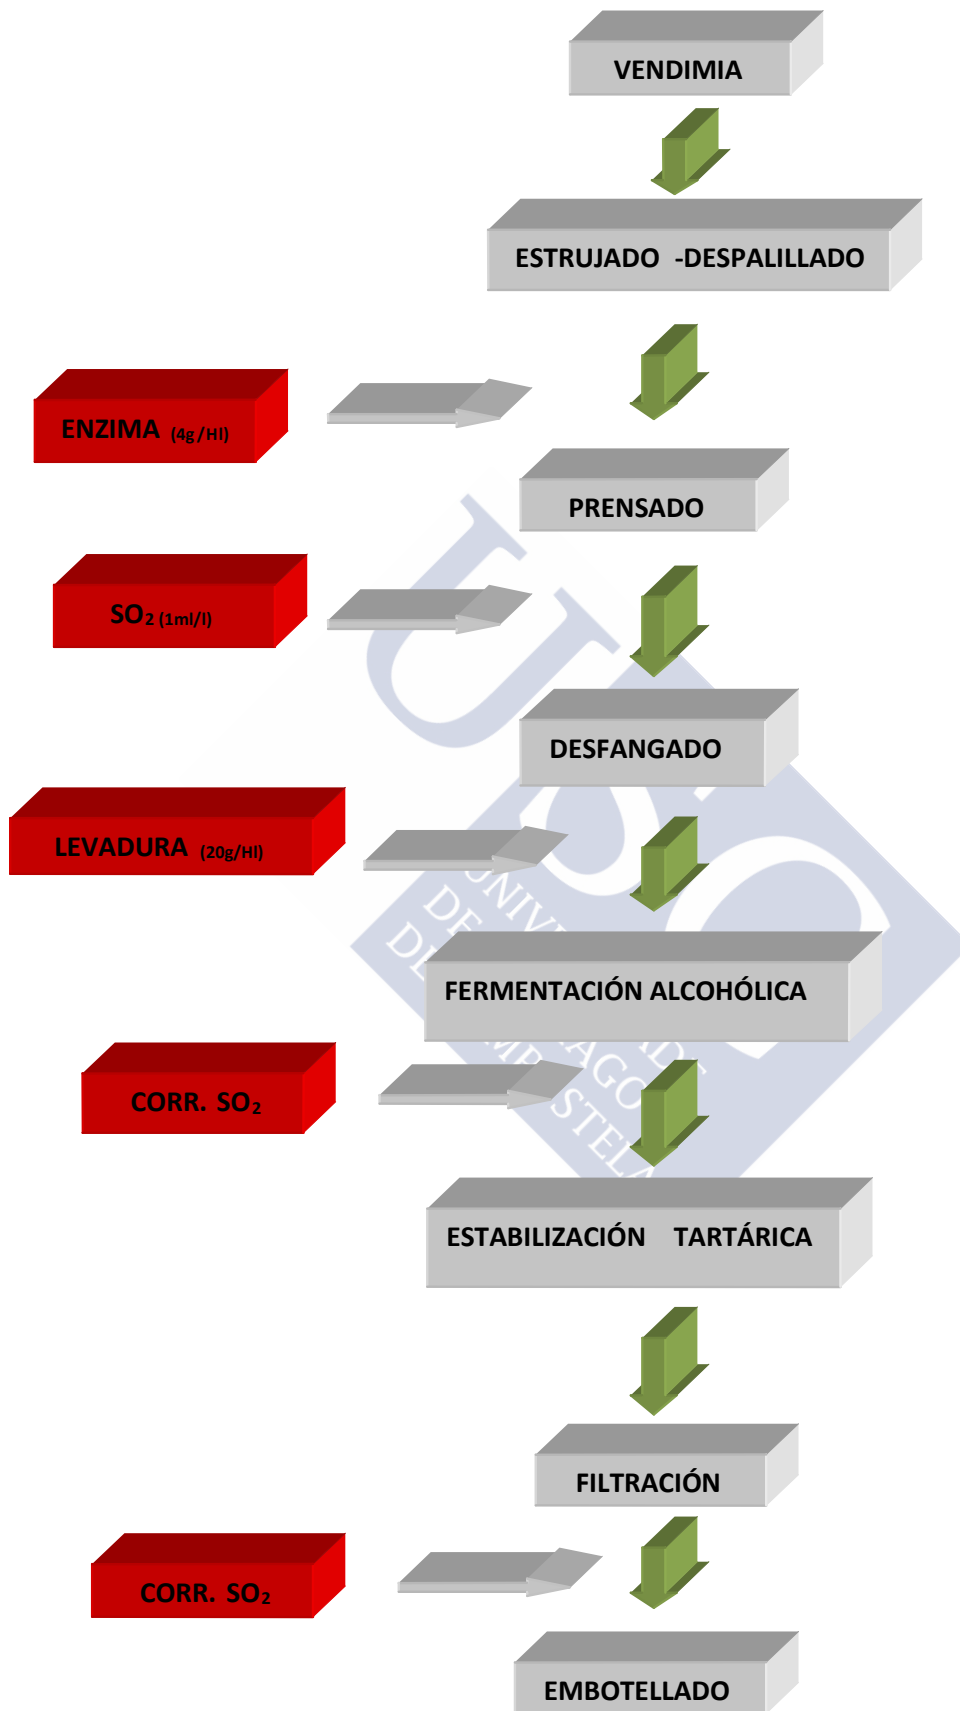 VENDIMIA
ESTRUJADO -DESPALILLADO
ENZIMA (4g/Hl)
PRENSADO
SO₂ (1ml/l)
DESFANGADO
LEVADURA (20g/Hl)
FERMENTACIÓN ALCOHÓLICA
CORR. SO₂
ESTABILIZACIÓN TARTÁRICA
FILTRACIÓN
CORR. SO₂
EMBOTELLADO